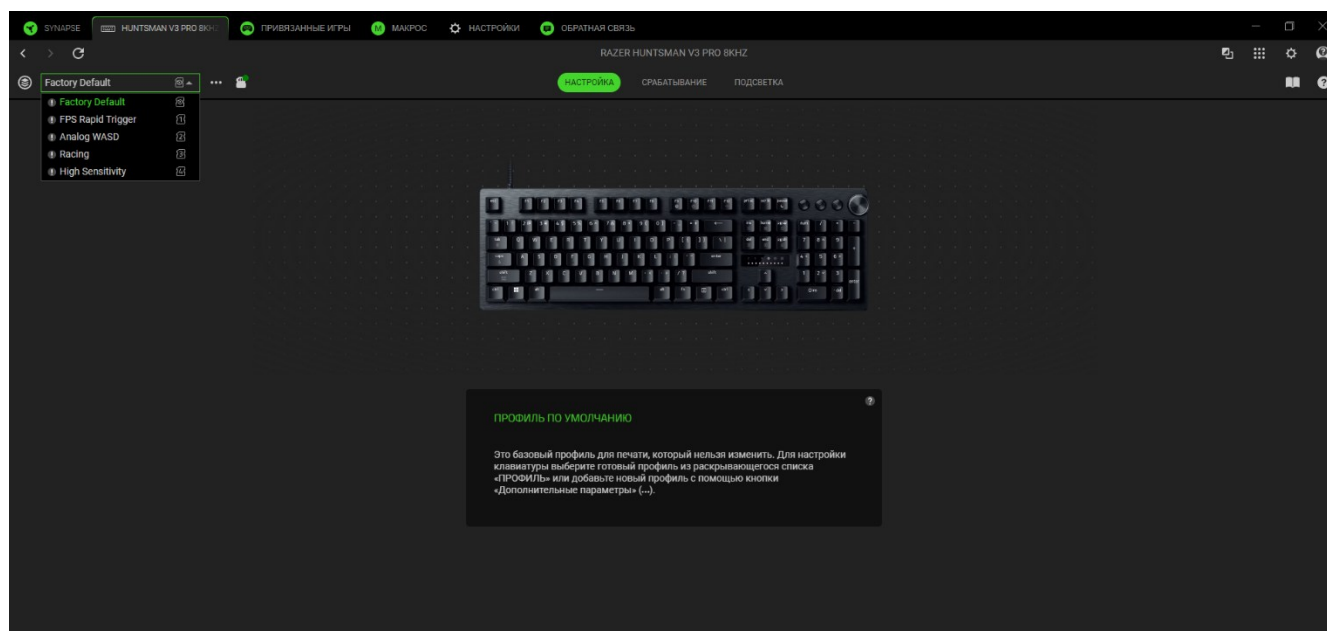 SYNAPSE
HUNTSMAN V3 PRO 8KH
ПРИВЯЗАННЫЕ ИГРЫ
МАКРОС
НАСТРОЙКИ
ОБРАТНАЯ СВЯЗЬ
RAZER HUNTSMAN V3 PRO 8KHZ
Factory Default
НАСТРОЙКА
СРАБАТЫВАНИЕ
ПОДСВЕТКА
Factory Default
FPS Rapid Trigger
Analog WASD
Racing
High Sensitivity
ПРОФИЛЬ ПО УМОЛЧАНИЮ
Это базовый профиль для печати, который нельзя изменить. Для настройки
клавиатуры выберите готовый профиль из раскрывающегося списка
«ПРОФИЛЬ» или добавьте новый профиль с помощью кнопки
«Дополнительные параметры» (...).